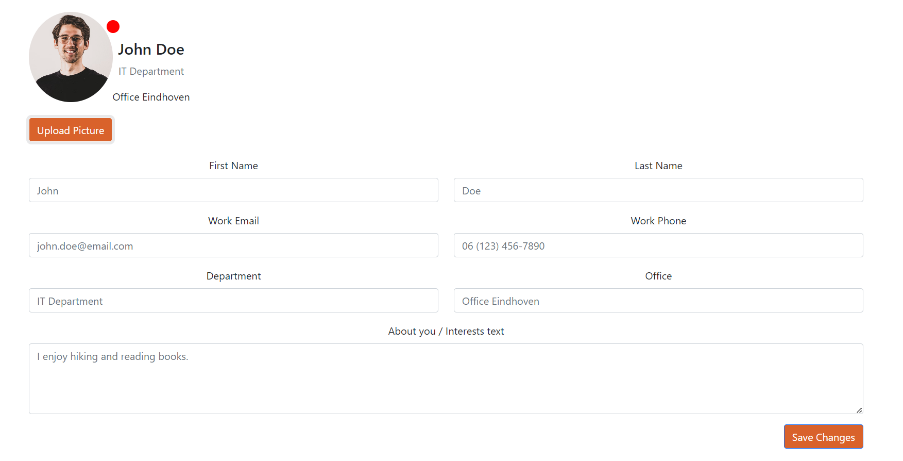 John Doe
IT Department
Office Eindhoven
Upload Picture
First Name
Last Name
John
Doe
Work Email
Work Phone
john.doe@email.com
06 (123) 456-7890
Department
Office
IT Department
Office Eindhoven
About you / Interests text
I enjoy hiking and reading books.
Save Changes